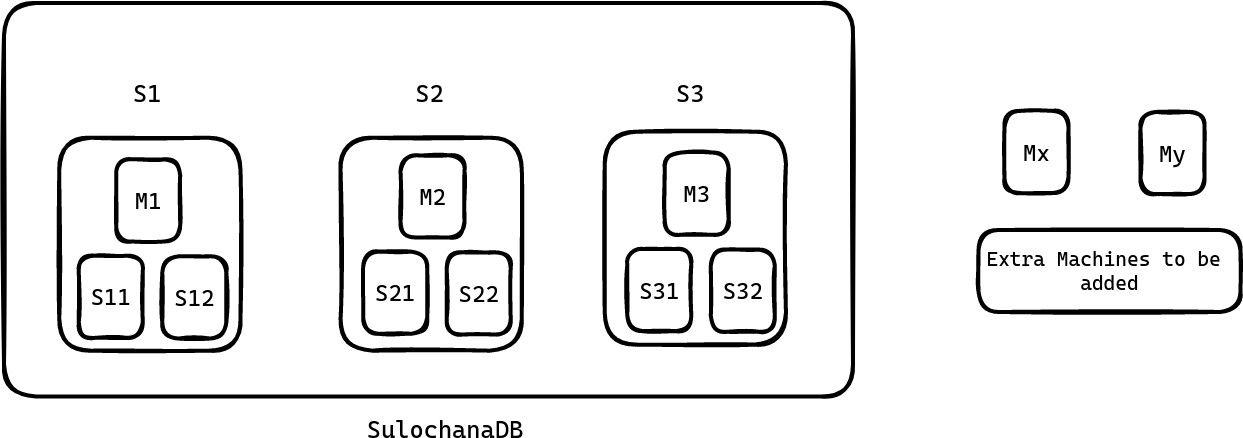 S1
S2
S3
M1
S11
S12
M2
S21
S22
M3
S31
S32
SulochanaDB
Mx
My
Extra Machines to be
added